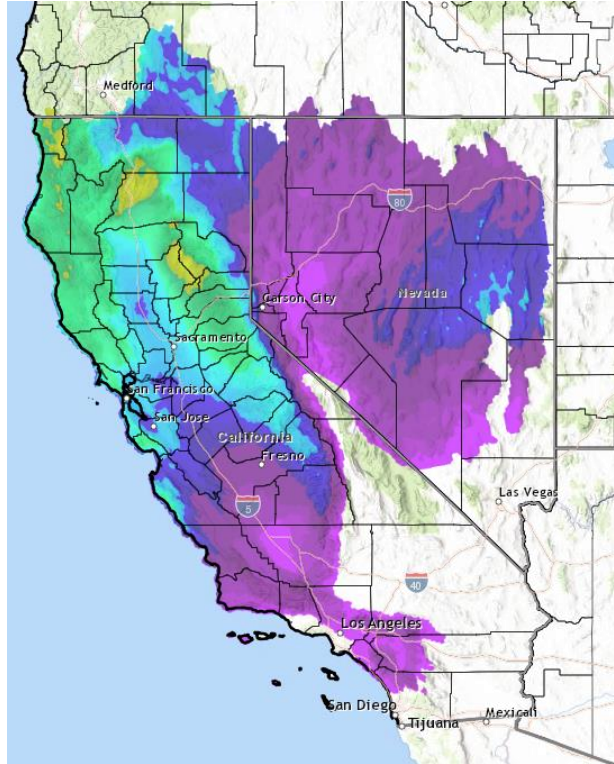 Medford
80
Nevada
Carson City
Sacramento
San Francisco
San Jose
California
Fresno
5
Las Vegas
40
Los Angeles
San Diego
Tijuana
Mexicali